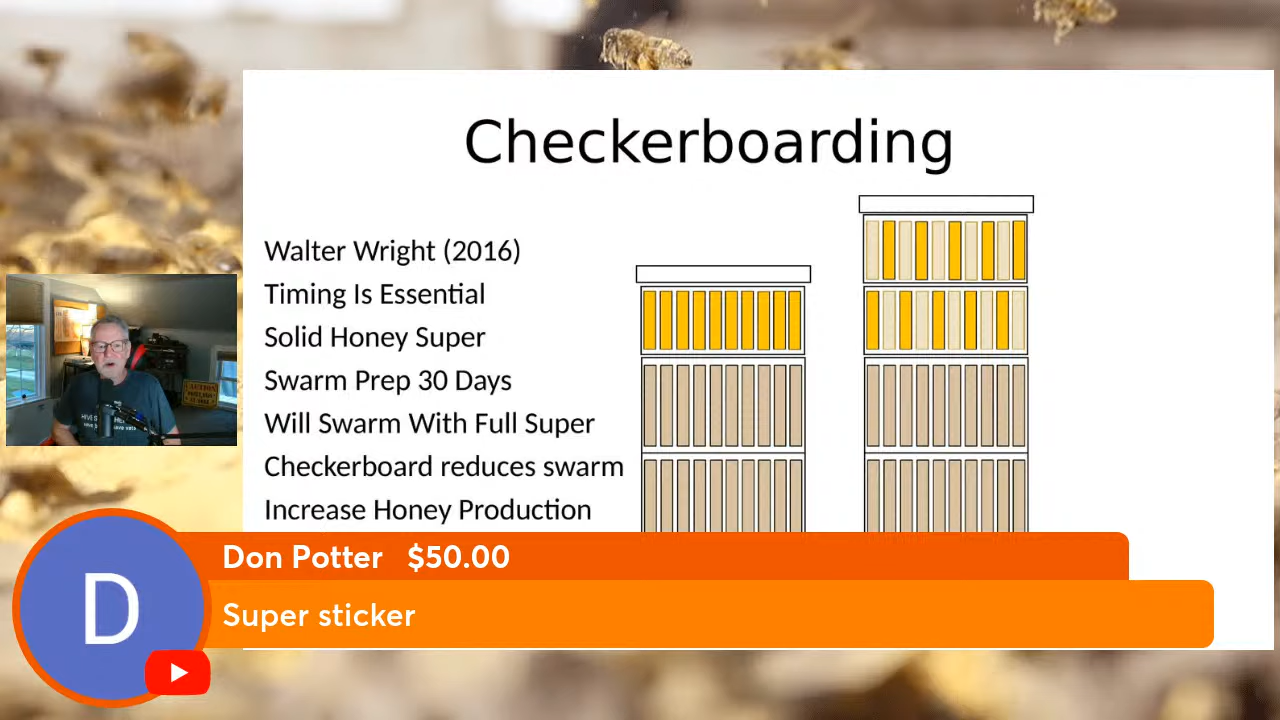 Checkerboarding
Walter Wright (2016)
Timing Is Essential
Solid Honey Super
Swarm Prep 30 Days
Will Swarm With Full Super
Checkerboard reduces swarm
Increase Honey Production
CAUTION
Don Potter $50.00
Super sticker
D